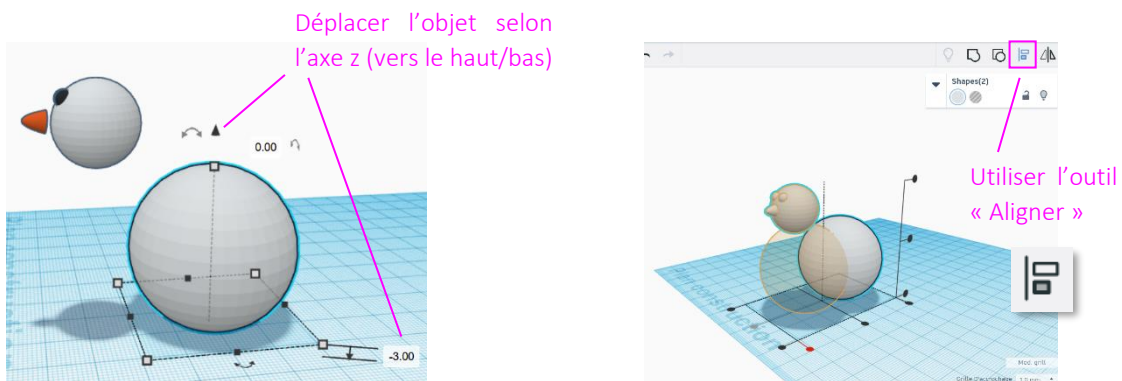 Déplacer l’objet selon
l’axe z (vers le haut/bas)
0.00
-3.00
Shapes(2)
Utiliser l’outil
« Aligner »
Mod. grill